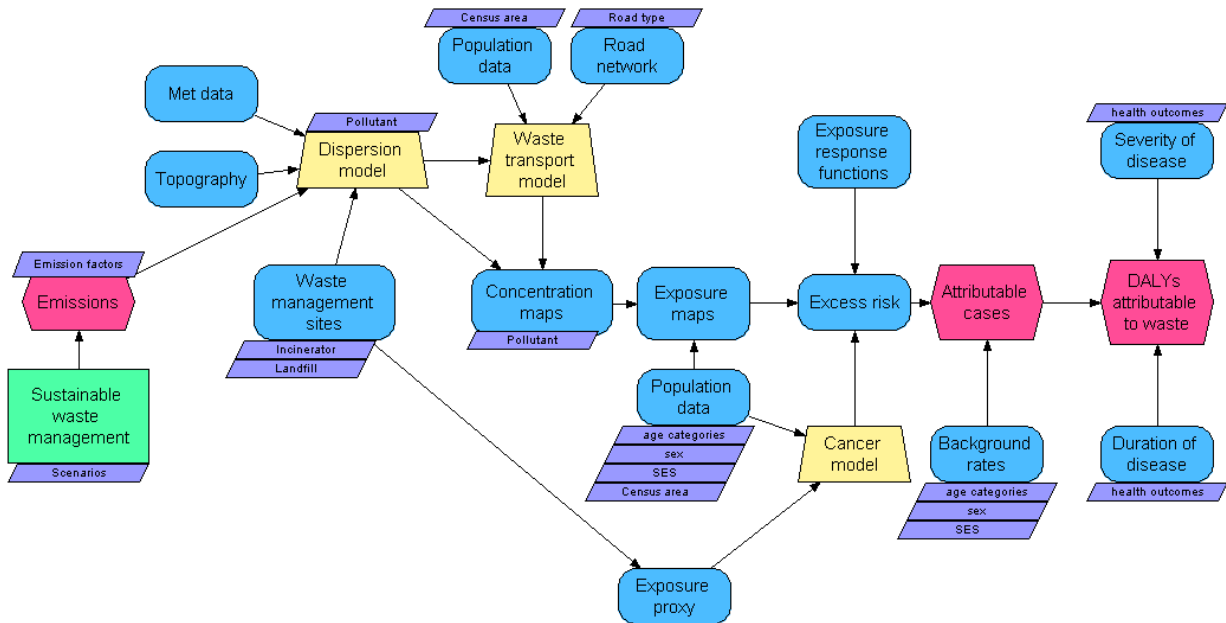 Census area
Population
data
Road type
Road
network
Met data
Pollutant
Dispersion
model
Waste
transport
model
Exposure
response
functions
health outcomes
Severity of
disease
Topography
Emission factors
Emissions
Waste
management
sites
Incinerator
Landfill
Concentration
maps
Pollutant
Exposure
maps
Excess risk
Attributable
cases
DALYs
attributable
to waste
Sustainable
waste
management
Scenarios
Population
data
age categories
sex
SES
Census area
Cancer
model
Background
rates
age categories
sex
SES
Duration of
disease
health outcomes
Exposure
proxy